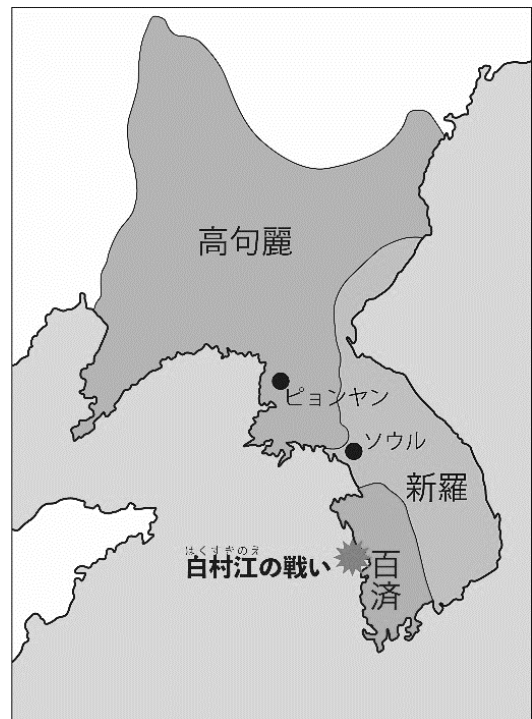 高句麗
ピョンヤン
ソウル
新羅
はくすきのえ
白村江の戦い
百済